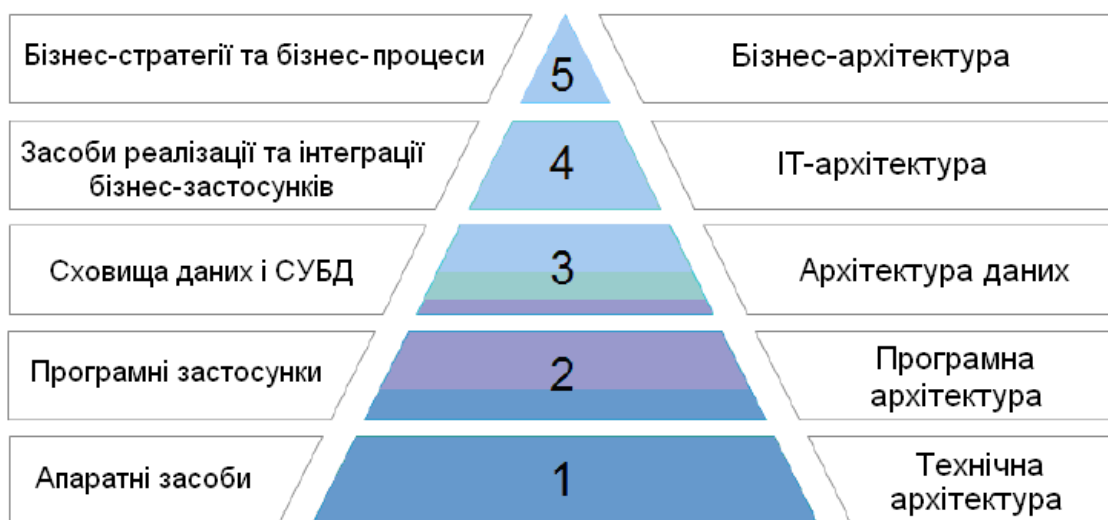 Бізнес-стратегії та бізнес-процеси
5
Бізнес-архітектура
Засоби реалізації та інтеграції
бізнес-застосунків
4
ІТ-архітектура
Сховища даних і СУБД
3
Архітектура даних
Програмні застосунки
2
Програмна
архітектура
Апаратні засоби
1
Технічна
архітектура